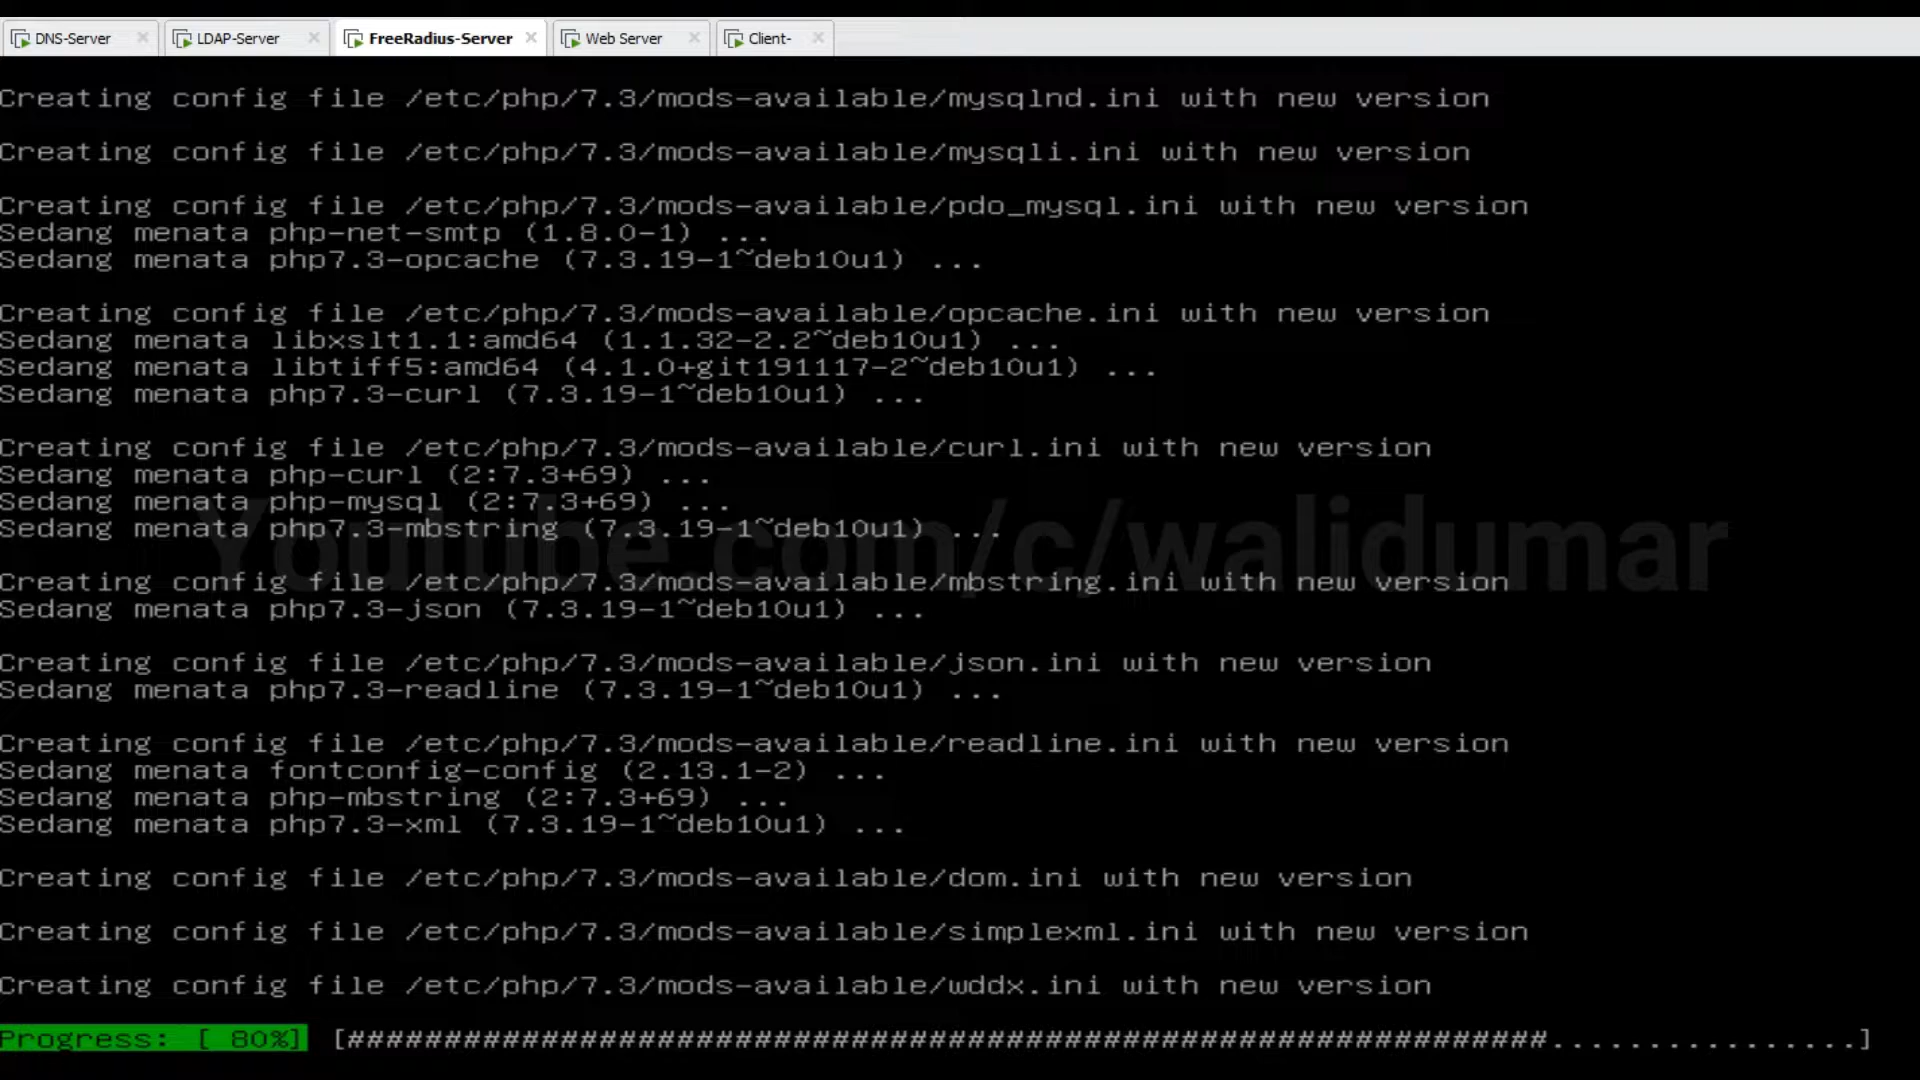 DNS-Server LDAP-Server FreeRadius-Server Web Server Client-
Creating config file /etc/php/7.3/mods-available/mysqlnd.ini with new version
Creating config file /etc/php/7.3/mods-available/mysqli.ini with new version
Creating config file /etc/php/7.3/mods-available/pdo_mysql.ini with new version
Sedang menata php-net-smtp (1.8.0-1) ...
Sedang menata php7.3-opcache (7.3.19-1~deb10u1) ...
Creating config file /etc/php/7.3/mods-available/opcache.ini with new version
Sedang menata libxslt1.1:amd64 (1.1.32-2.2~deb10u1) ...
Sedang menata libtiff5:amd64 (4.1.0+git191117-2~deb10u1) ...
Sedang menata php7.3-curl (7.3.19-1~deb10u1) ...
Creating config file /etc/php/7.3/mods-available/curl.ini with new version
Sedang menata php-curl (2:7.3+69) ...
Sedang menata php-mysql (2:7.3+69) ...
Sedang menata php7.3-mbstring (7.3.19-1~deb10u1) ...
Youtube.com/c/walidumar
Creating config file /etc/php/7.3/mods-available/mbstring.ini with new version
Sedang menata php7.3-json (7.3.19-1~deb10u1) ...
Creating config file /etc/php/7.3/mods-available/json.ini with new version
Sedang menata php7.3-readline (7.3.19-1~deb10u1) ...
Creating config file /etc/php/7.3/mods-available/readline.ini with new version
Sedang menata fontconfig-config (2.13.1-2) ...
Sedang menata php-mbstring (2:7.3+69) ...
Sedang menata php7.3-xml (7.3.19-1~deb10u1) ...
Creating config file /etc/php/7.3/mods-available/dom.ini with new version
Creating config file /etc/php/7.3/mods-available/simplexml.ini with new version
Creating config file /etc/php/7.3/mods-available/wddx.ini with new version
Progress: [ 80%] [##############################################################................]